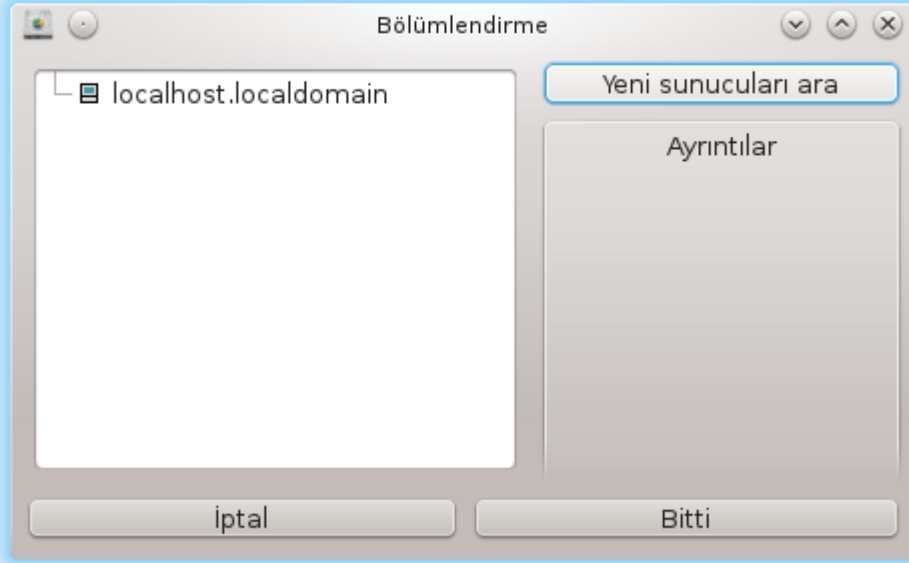 Bölümlendirme
localhost.localdomain
Yeni sunucuları ara
Ayrıntılar
İptal
Bitti